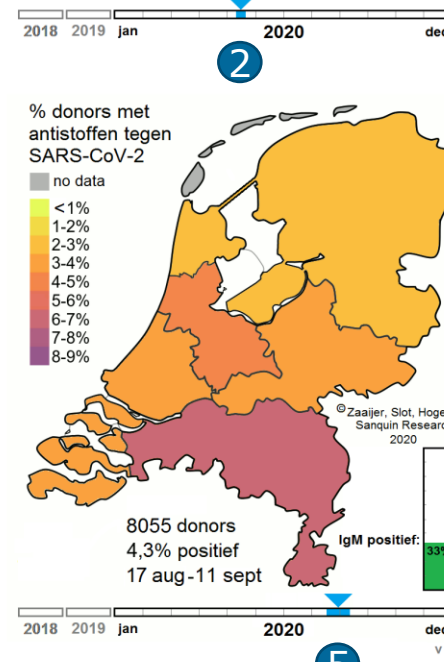 2018 2019 jan 2020 dec
2
% donors met
antistoffen tegen
SARS-CoV-2
no data
<1%
1-2%
2-3%
3-4%
4-5%
5-6%
6-7%
7-8%
8-9%
© Zaaijer, Slot, Hoge
Sanquin Researc
2020
8055 donors
4,3% positief
17 aug-11 sept
IgM positief:
33%
2018 2019 jan 2020 dec
v
5